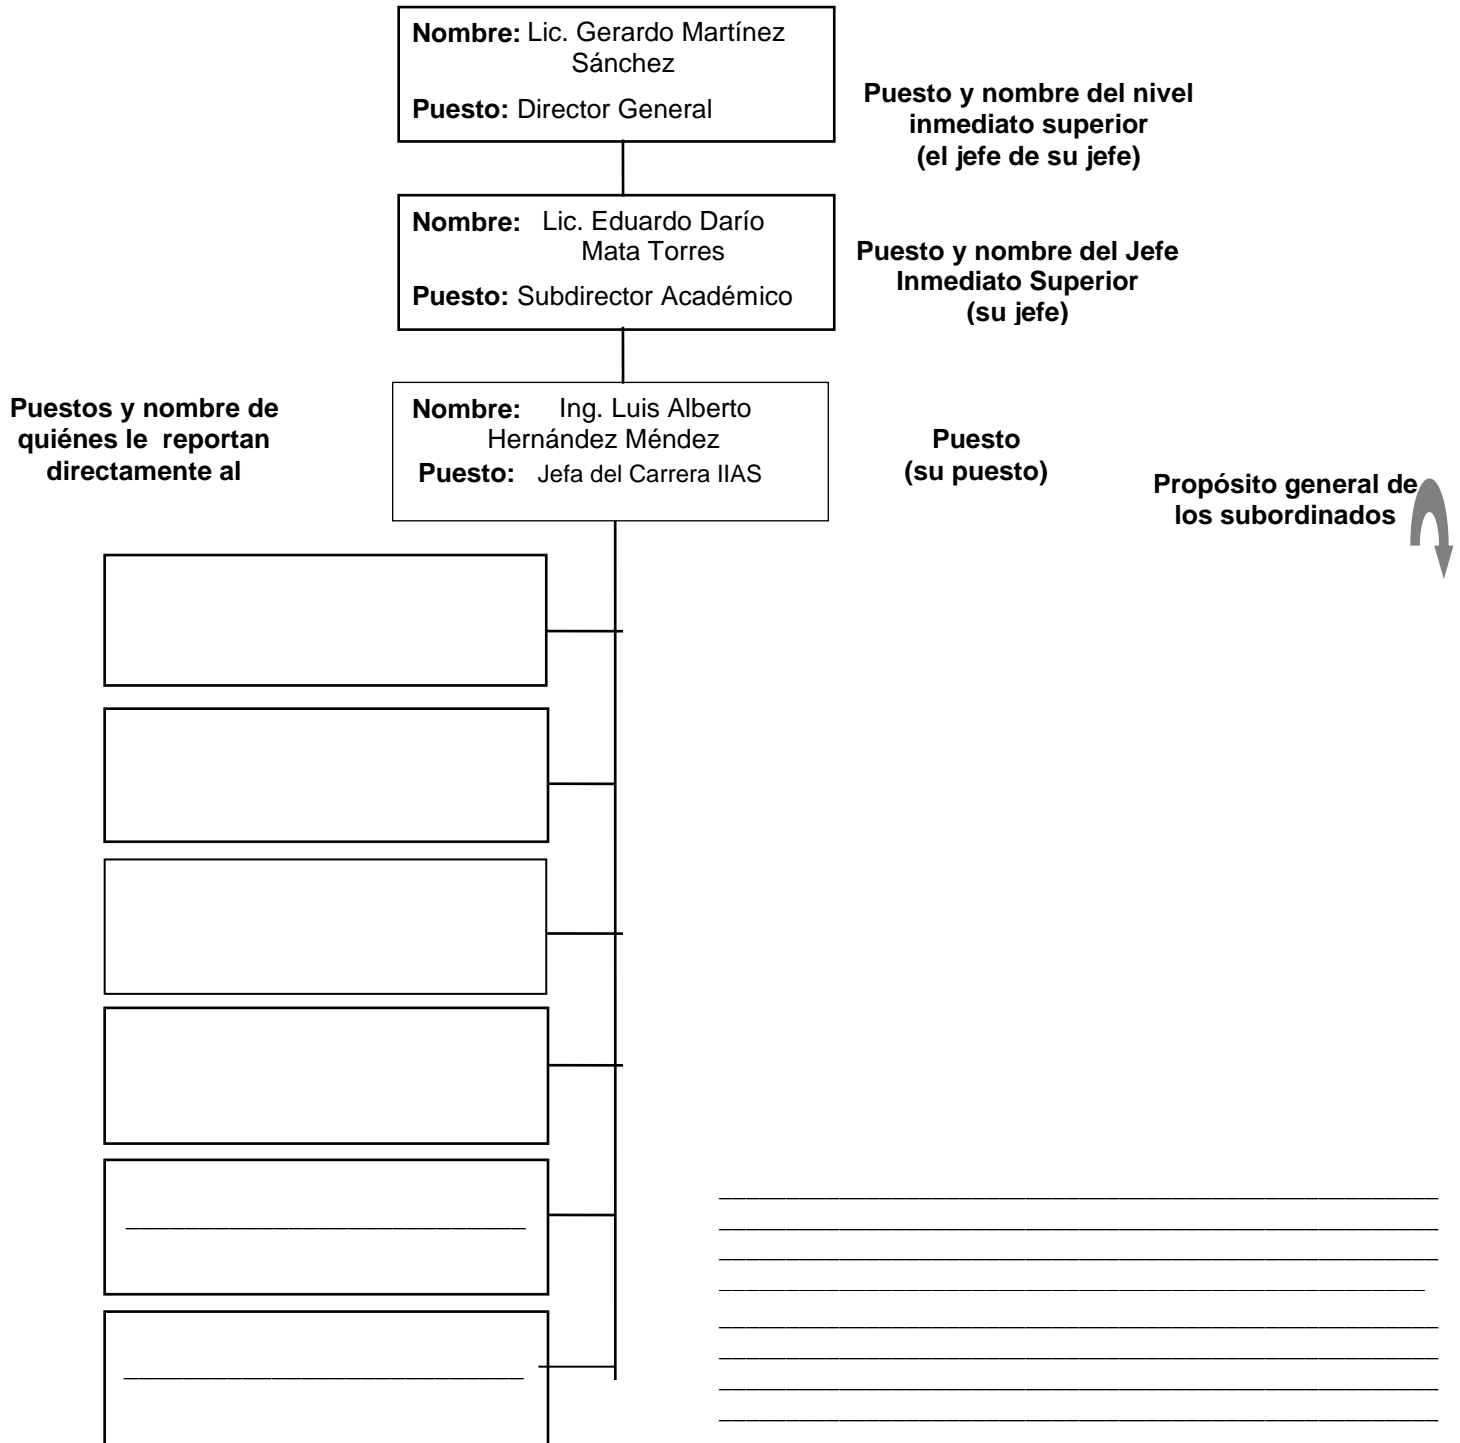 Nombre: Lic. Gerardo Martínez
Sánchez
Puesto: Director General
Puesto y nombre del nivel
inmediato superior
(el jefe de su jefe)
Nombre: Lic. Eduardo Darío
Mata Torres
Puesto: Subdirector Académico
Puesto y nombre del Jefe
Inmediato Superior
(su jefe)
Puestos y nombre de
quiénes le reportan
directamente al
Nombre: Ing. Luis Alberto
Hernández Méndez
Puesto: Jefa del Carrera IIAS
Puesto
(su puesto)
Propósito general de
los subordinados